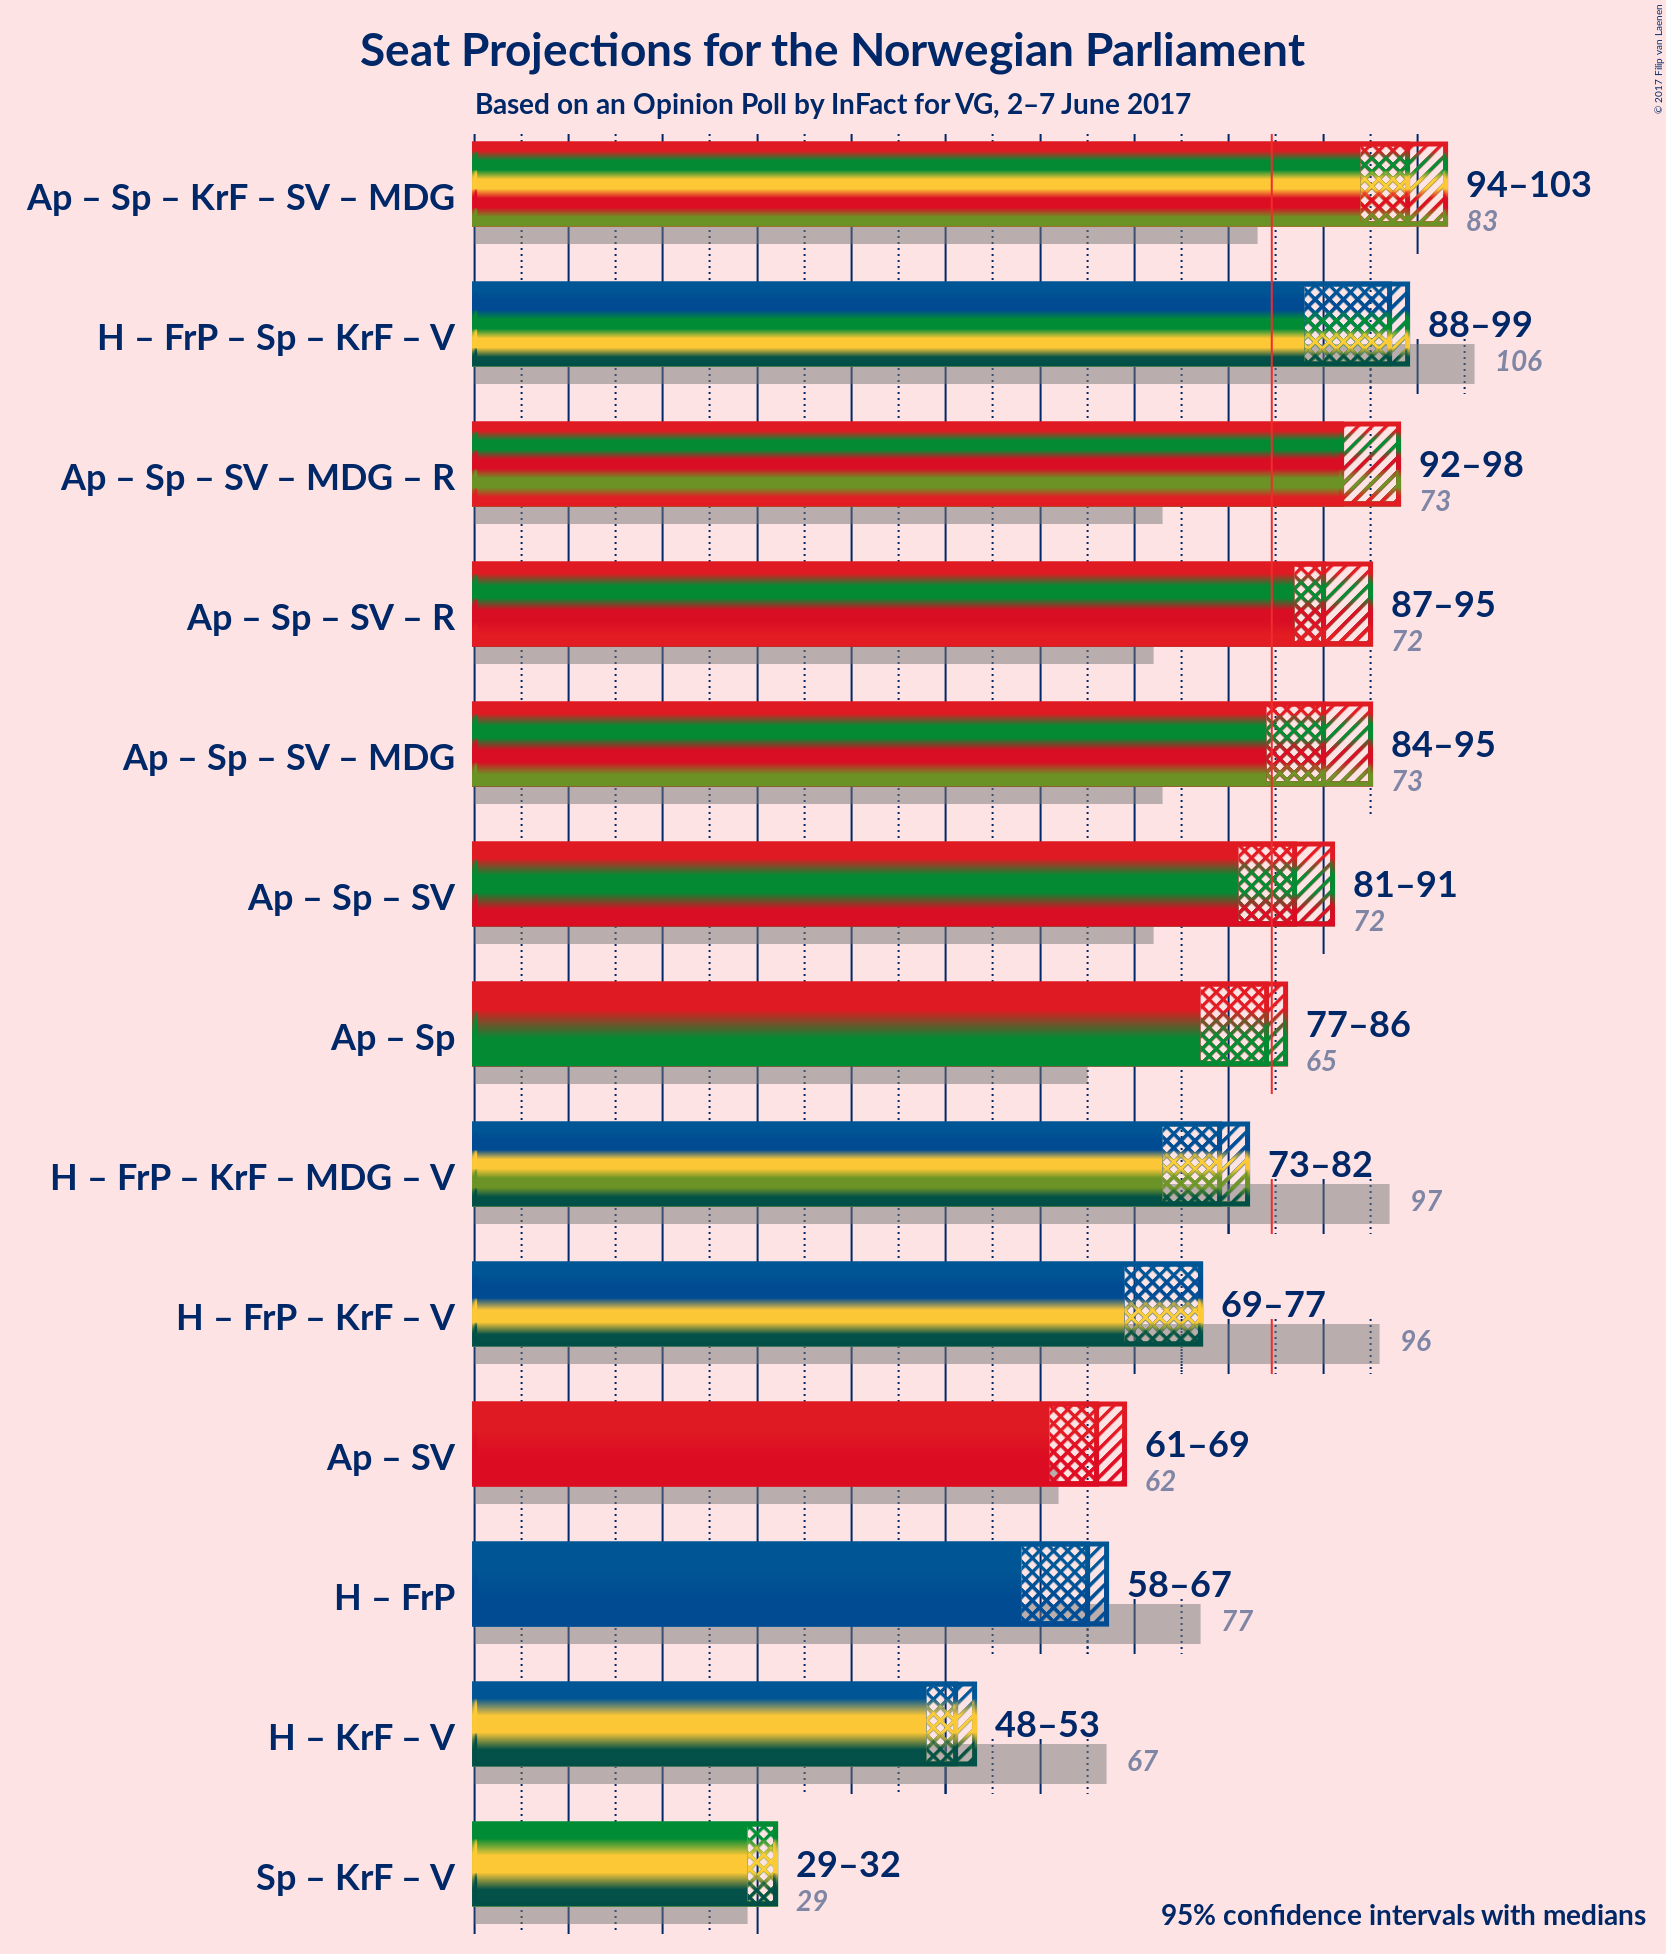 Seat Projections for the Norwegian Parliament
Based on an Opinion Poll by InFact for VG, 2–7 June 2017
© 2017 Filip van Laenen
Ap – Sp – KrF – SV – MDG
94–103
83
H – FrP – Sp – KrF – V
88–99
106
Ap – Sp – SV – MDG – R
92–98
73
Ap – Sp – SV – R
87–95
72
Ap – Sp – SV – MDG
84–95
73
Ap – Sp – SV
81–91
72
Ap – Sp
77–86
65
H – FrP – KrF – MDG – V
73–82
97
H – FrP – KrF – V
69–77
96
Ap – SV
61–69
62
H – FrP
58–67
77
H – KrF – V
48–53
67
Sp – KrF – V
29–32
29
95% confidence intervals with medians